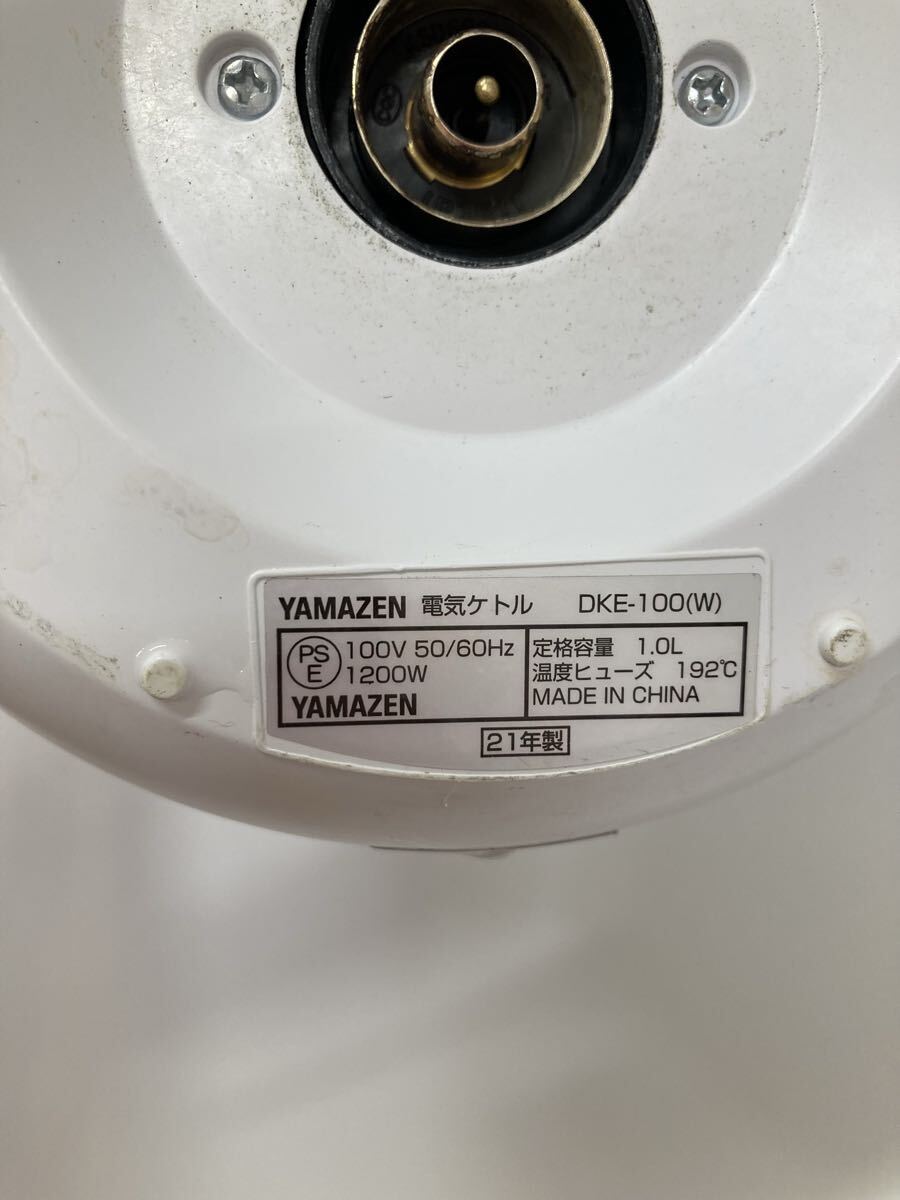 YAMAZEN 電気ケトル DKE-100(W)
PS
E
100V 50/60Hz
1200W
YAMAZEN
定格容量 1.0L
温度ヒューズ 192℃
MADE IN CHINA
21年製